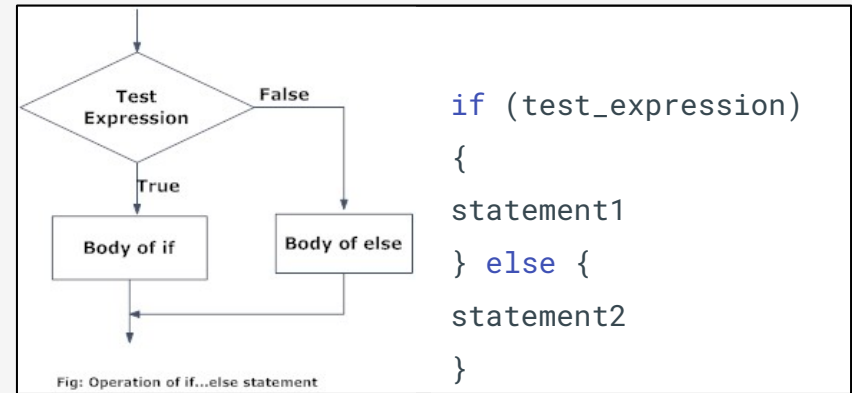 Test
Expression
False
True
Body of if
Body of else
Fig: Operation of if...else statement
if (test_expression)
{
statement1
} else {
statement2
}